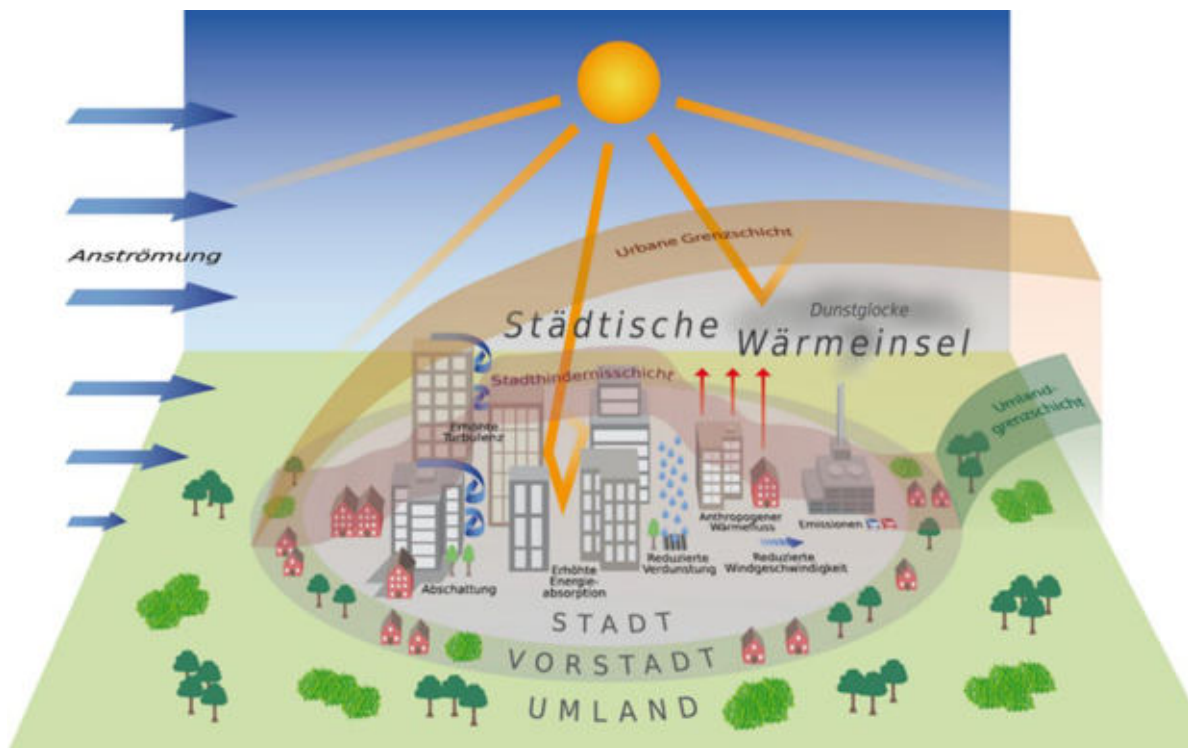 Anströmung
Urbane Grenzschicht
Städtische
Dunstglocke
Wärmeinsel
Stadthindernisschicht
Umland-
grenzschicht
Erhöhte
Turbulenz
Abschattung
Erhöhte
Energie-
absorption
Reduzierte
Verdunstung
Anthropogener
Wärmefluss
Emissionen
Reduzierte
Windgeschwindigkeit
STADT
VORSTADT
UMLAND